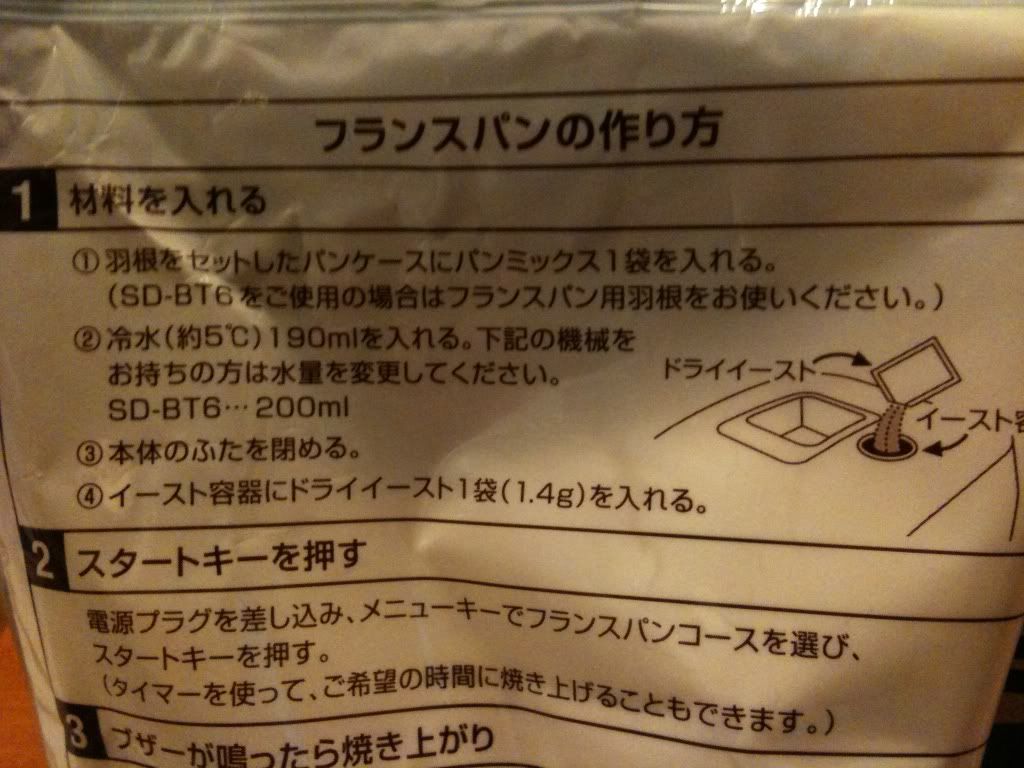 フランスパンの作り方
1 材料を入れる
①羽根をセットしたパンケースにパンミックス1袋を入れる。
(SD-BT6をご使用の場合はフランスパン用羽根をお使いください。)
②冷水(約5℃)190mlを入れる。下記の機械を
お持ちの方は水量を変更してください。
SD-BT6…200ml
③本体のふたを閉める。
④イースト容器にドライイースト1袋(1.4g)を入れる。
ドライイースト
イースト容
2 スタートキーを押す
電源プラグを差し込み、メニューキーでフランスパンコースを選び、
スタートキーを押す。
(タイマーを使って、ご希望の時間に焼き上げることもできます。)
3 ブザーが鳴ったら焼き上がり